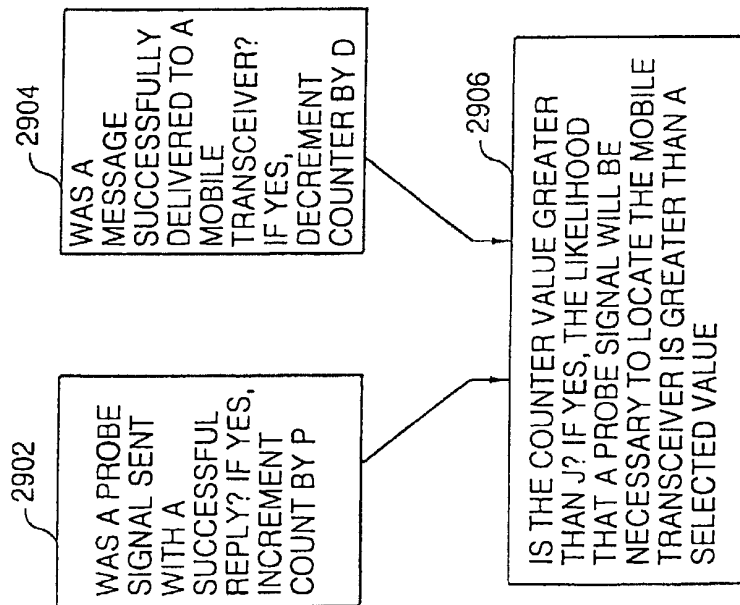 2902
WAS A PROBE
SIGNAL SENT
WITH A
SUCCESSFUL
REPLY? IF YES,
INCREMENT
COUNT BY P
2904
WAS A
MESSAGE
SUCCESSFULLY
DELIVERED TO A
MOBILE
TRANSCEIVER?
IF YES,
DECREMENT
COUNTER BY D
2906
IS THE COUNTER VALUE GREATER
THAN J? IF YES, THE LIKELIHOOD
THAT A PROBE SIGNAL WILL BE
NECESSARY TO LOCATE THE MOBILE
TRANSCEIVER IS GREATER THAN A
SELECTED VALUE